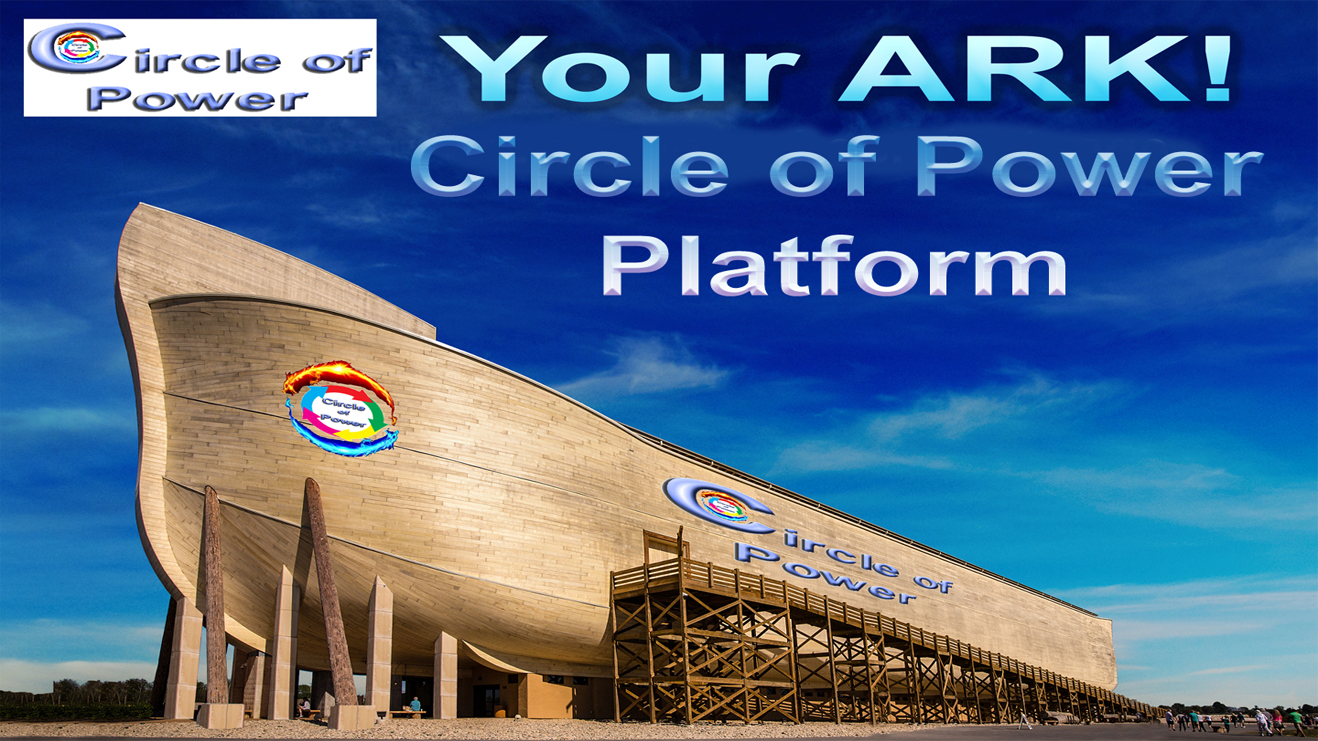 Circle of
Power
Your ARK!
Circle of Power
Platform
Circle
of
Power
Circle of
Power